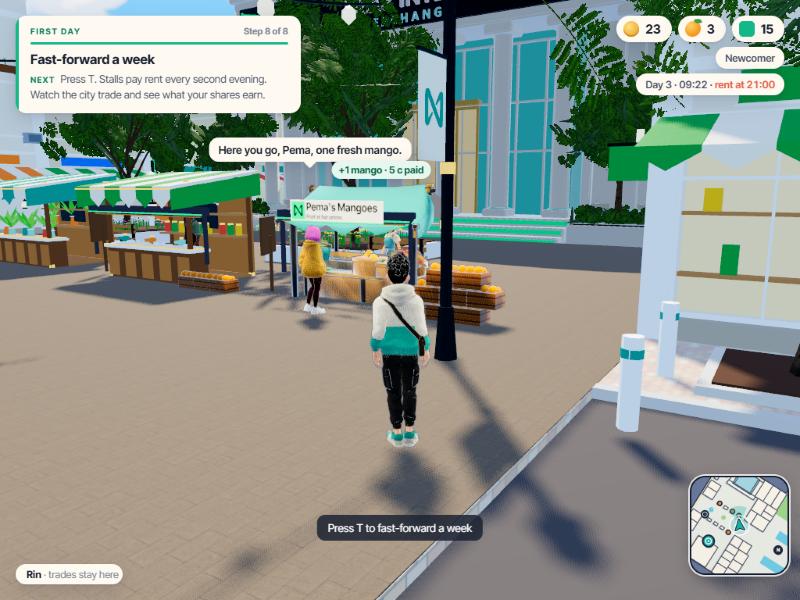 FIRST DAY
Step 8 of 8
Fast-forward a week
NEXT Press T. Stalls pay rent every second evening.
Watch the city trade and see what your shares earn.
HANG
23
3
15
Newcomer
Day 3 · 09:22 · rent at 21:00
Here you go, Pema, one fresh mango.
+1 mango · 5 c paid
Pema's Mangoes
Press T to fast-forward a week
Rin · trades stay here